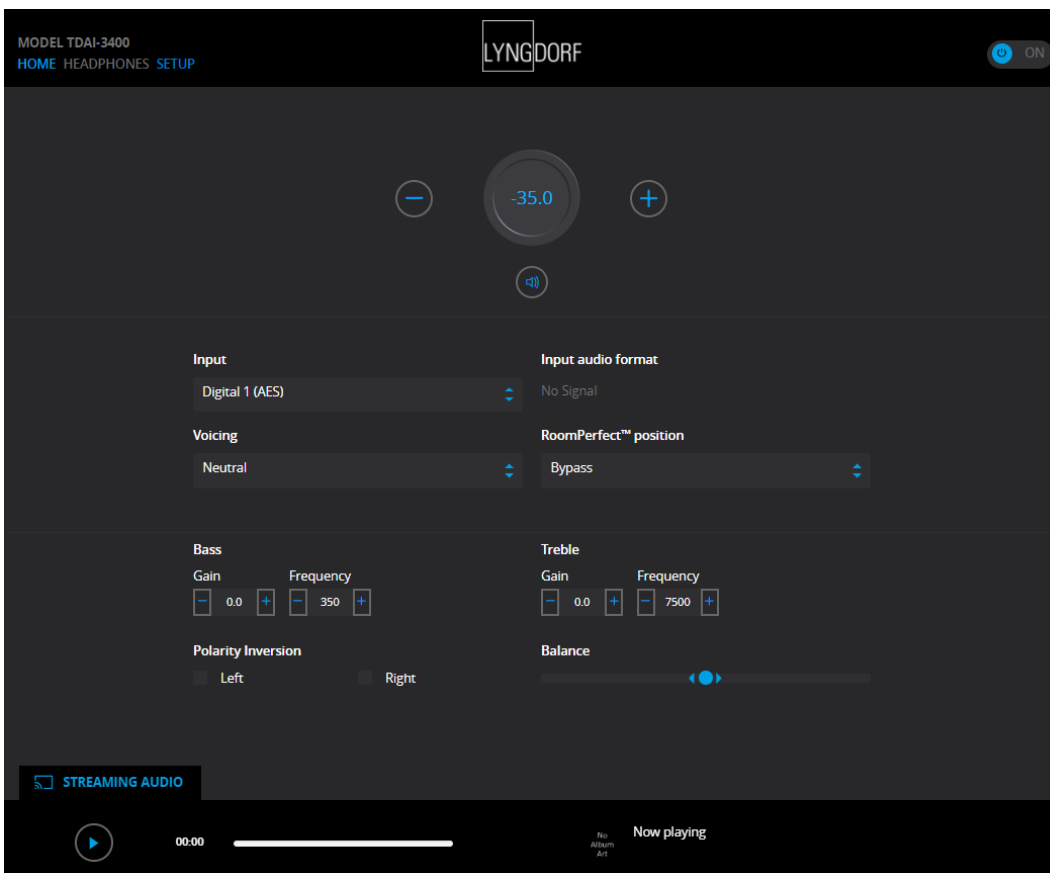 MODEL TDAI-3400
HOME HEADPHONES SETUP
LYNGDORF
ON
-35.0
Input
Input audio format
Digital 1 (AES)
No Signal
Voicing
RoomPerfect™ position
Neutral
Bypass
Bass
Treble
Gain Frequency
Gain Frequency
− 0.0 + − 350 +
− 0.0 + − 7500 +
Polarity Inversion
Balance
Left Right
STREAMING AUDIO
00:00
No
Album
Art
Now playing